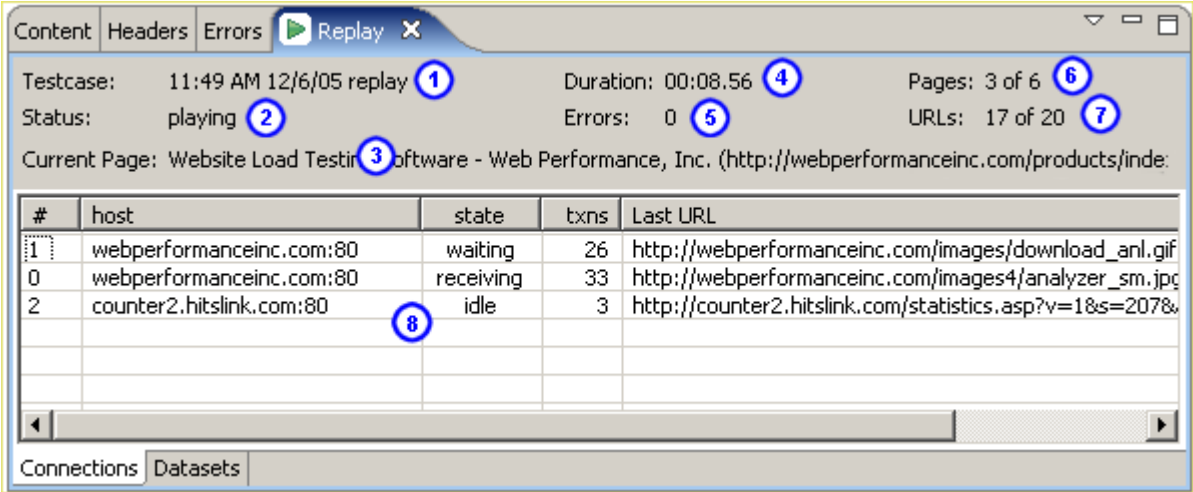 Content Headers Errors Replay
Testcase: 11:49 AM 12/6/05 replay 1 Duration: 00:08.56 4 Pages: 3 of 6 6
Status: playing 2 Errors: 0 5 URLs: 17 of 20 7
Current Page: Website Load Testin 3 oftware - Web Performance, Inc. (http://webperformanceinc.com/products/inde
# host state txns Last URL
1 webperformanceinc.com:80 waiting 26 http://webperformanceinc.com/images/download_anl.gif
0 webperformanceinc.com:80 receiving 33 http://webperformanceinc.com/images4/analyzer_sm.jpg
2 counter2.hitslink.com:80 idle 3 http://counter2.hitslink.com/statistics.asp?v=1&s=207&
8
Connections Datasets